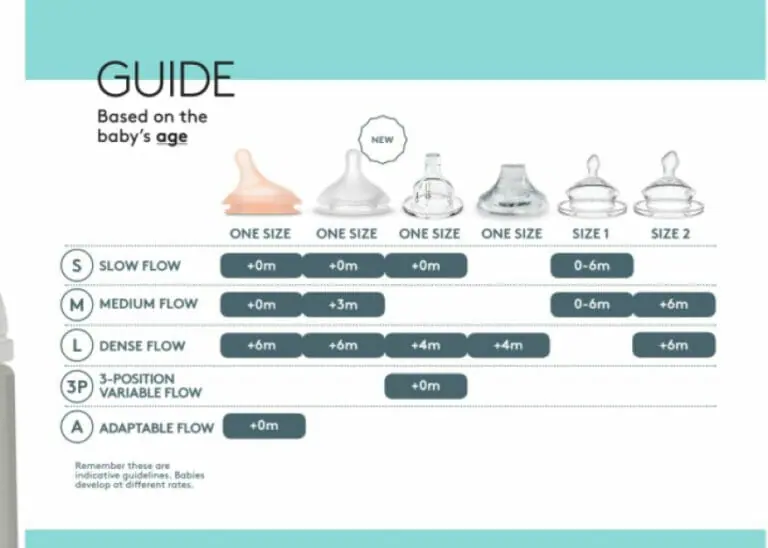 GUIDE
Based on the
baby's age
NEW
ONE SIZE ONE SIZE ONE SIZE ONE SIZE SIZE 1 SIZE 2
S SLOW FLOW +0m +0m +0m 0-6m
M MEDIUM FLOW +0m +3m 0-6m +6m
L DENSE FLOW +6m +6m +4m +4m +6m
3P 3-POSITION
VARIABLE FLOW +0m
A ADAPTABLE FLOW +0m
Remember these are
indicative guidelines. Babies
develop at different rates.